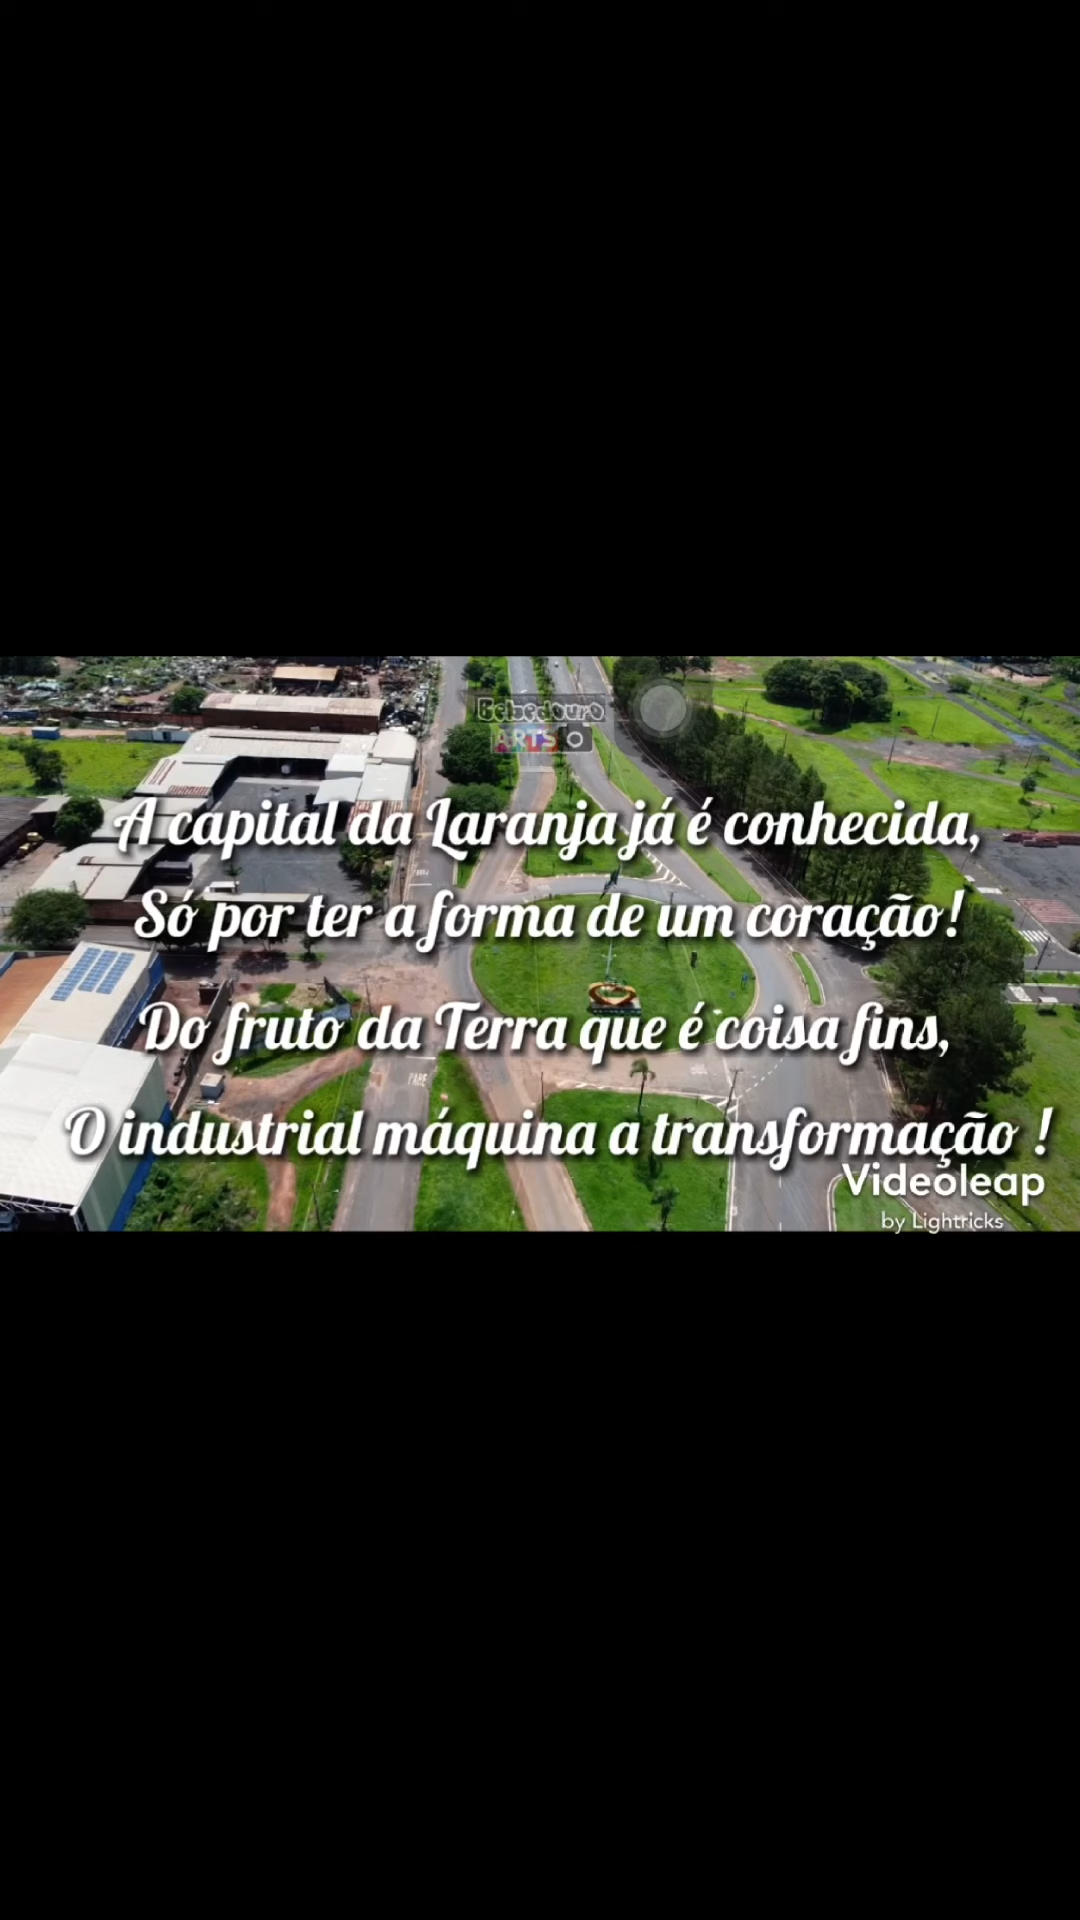 Bebedouro
ARTS
A capital da Laranja já é conhecida,
Só por ter a forma de um coração!
Do fruto da Terra que é coisa fins,
O industrial máquina a transformação !
PARE
Videoleap
by Lightricks